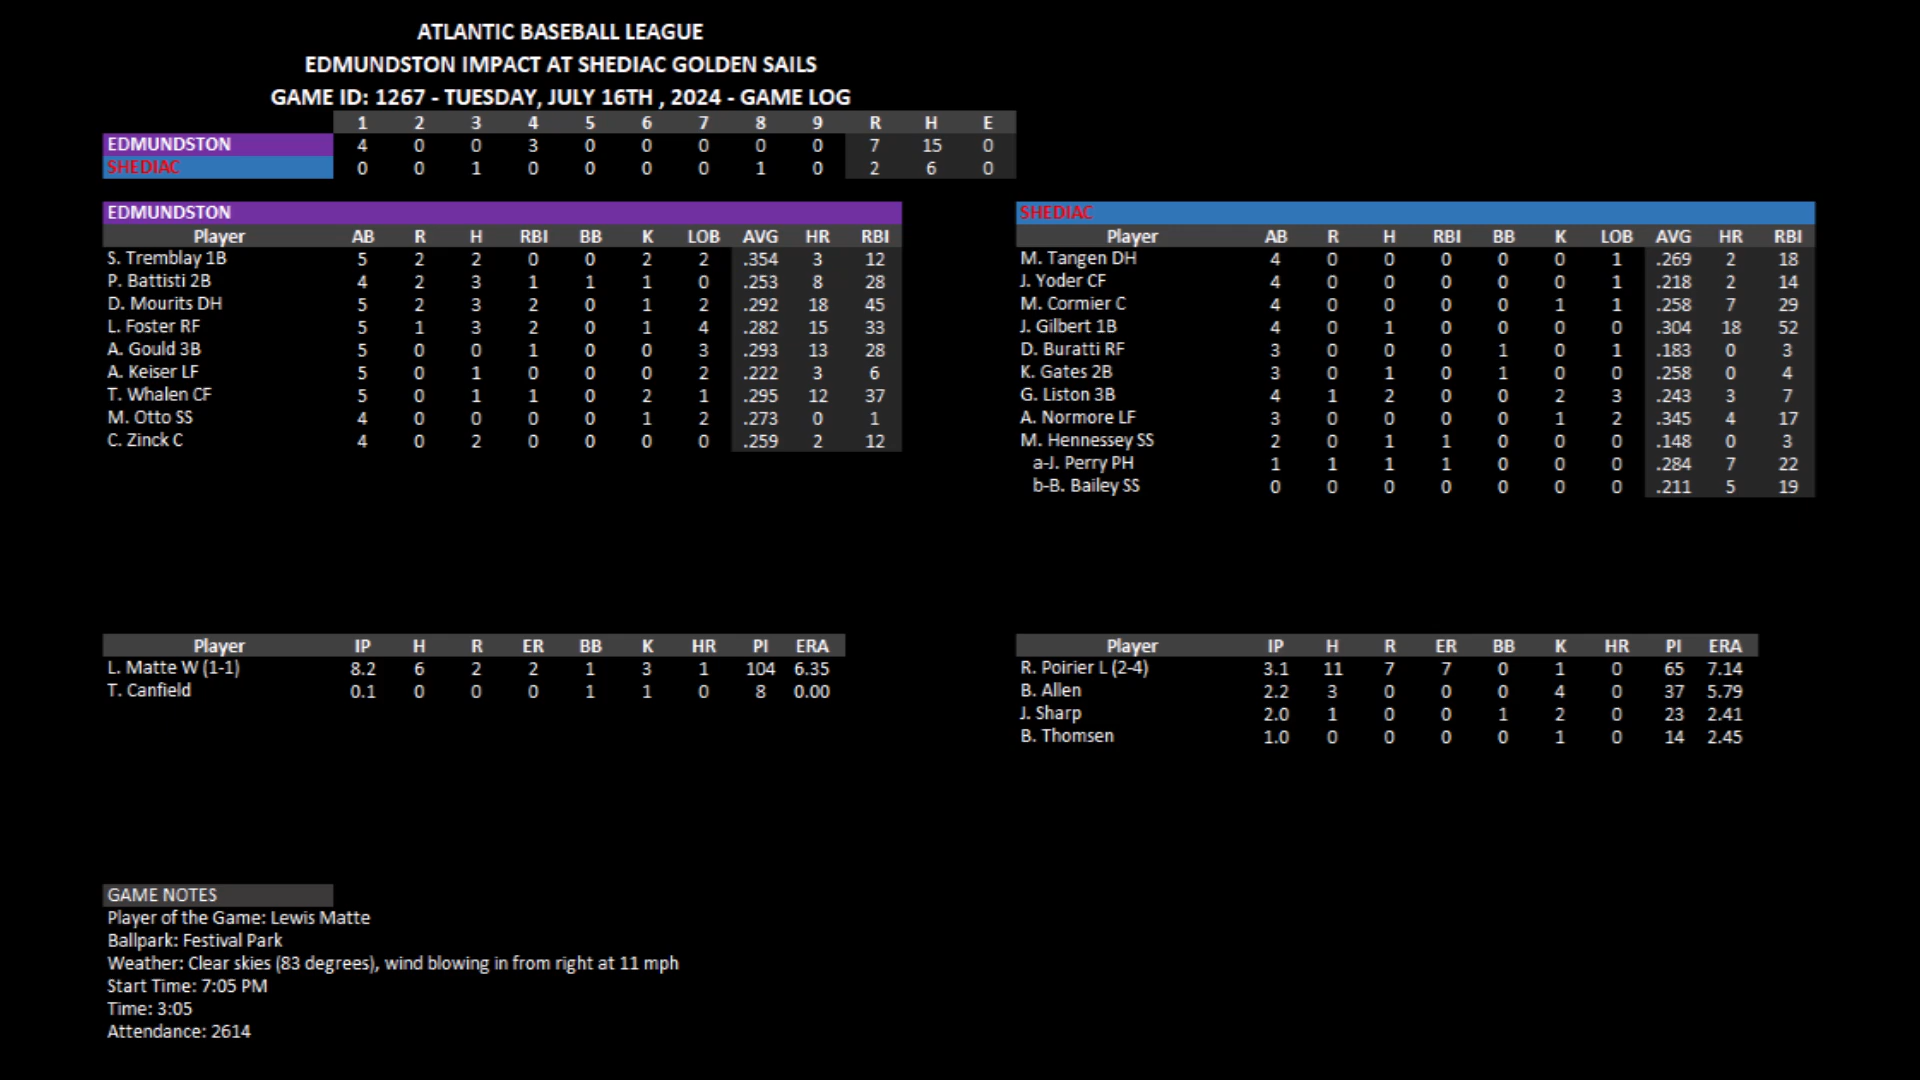 ATLANTIC BASEBALL LEAGUE
EDMUNDSTON IMPACT AT SHEDIAC GOLDEN SAILS
GAME ID: 1267 - TUESDAY, JULY 16TH , 2024 - GAME LOG
1 2 3 4 5 6 7 8 9 R H E
EDMUNDSTON 4 0 0 3 0 0 0 0 0 7 15 0
SHEDIAC 0 0 1 0 0 0 0 1 0 2 6 0
EDMUNDSTON
Player AB R H RBI BB K LOB AVG HR RBI
S. Tremblay 1B 5 2 2 0 0 2 2 .354 3 12
P. Battisti 2B 4 2 3 1 1 1 0 .253 8 28
D. Mourits DH 5 2 3 2 0 1 2 .292 18 45
L. Foster RF 5 1 3 2 0 1 4 .282 15 33
A. Gould 3B 5 0 0 1 0 0 3 .293 13 28
A. Keiser LF 5 0 1 0 0 0 2 .222 3 6
T. Whalen CF 5 0 1 1 0 2 1 .295 12 37
M. Otto SS 4 0 0 0 0 1 2 .273 0 1
C. Zinck C 4 0 2 0 0 0 0 .259 2 12
SHEDIAC
Player AB R H RBI BB K LOB AVG HR RBI
M. Tangen DH 4 0 0 0 0 0 1 .269 2 18
J. Yoder CF 4 0 0 0 0 0 1 .218 2 14
M. Cormier C 4 0 0 0 0 1 1 .258 7 29
J. Gilbert 1B 4 0 1 0 0 0 0 .304 18 52
D. Buratti RF 3 0 0 0 1 0 1 .183 0 3
K. Gates 2B 3 0 1 0 1 0 0 .258 0 4
G. Liston 3B 4 1 2 0 0 2 3 .243 3 7
A. Normore LF 3 0 0 0 0 1 2 .345 4 17
M. Hennessey SS 2 0 1 1 0 0 0 .148 0 3
a-J. Perry PH 1 1 1 1 0 0 0 .284 7 22
b-B. Bailey SS 0 0 0 0 0 0 0 .211 5 19
Player IP H R ER BB K HR PI ERA
L. Matte W (1-1) 8.2 6 2 2 1 3 1 104 6.35
T. Canfield 0.1 0 0 0 1 1 0 8 0.00
Player IP H R ER BB K HR PI ERA
R. Poirier L (2-4) 3.1 11 7 7 0 1 0 65 7.14
B. Allen 2.2 3 0 0 0 4 0 37 5.79
J. Sharp 2.0 1 0 0 1 2 0 23 2.41
B. Thomsen 1.0 0 0 0 0 1 0 14 2.45
GAME NOTES
Player of the Game: Lewis Matte
Ballpark: Festival Park
Weather: Clear skies (83 degrees), wind blowing in from right at 11 mph
Start Time: 7:05 PM
Time: 3:05
Attendance: 2614